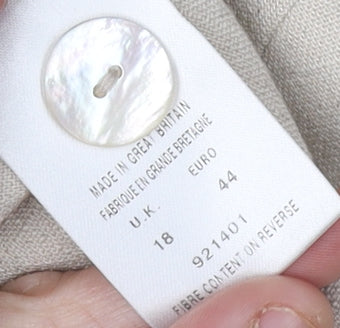 MADE IN GREAT BRITAIN
FABRIQUE EN GRANDE BRETAGNE
U.K. EURO
18 44
921401
FIBRE CONTENT ON REVERSE